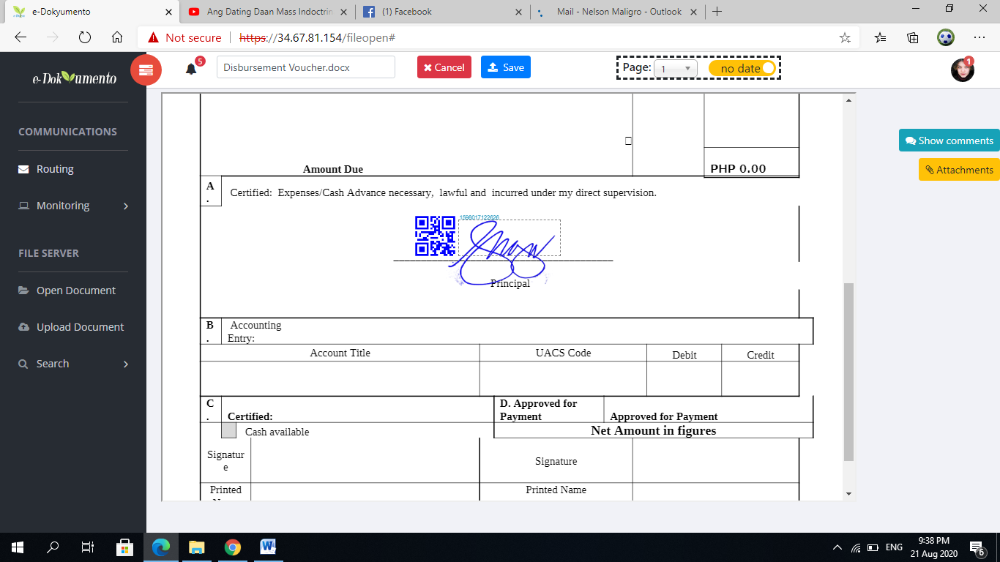 e-Dokyumento
Ang Dating Daan Mass Indoctrin
(1) Facebook
Mail - Nelson Maligro - Outlook
Not secure
https://34.67.81.154/fileopen#
e-Dokyumento
5
Disbursement Voucher.docx
Cancel
Save
Page:
1
no date
1
COMMUNICATIONS
Routing
Monitoring
FILE SERVER
Open Document
Upload Document
Search
Show comments
Attachments
Amount Due
PHP 0.00
A
.
Certified: Expenses/Cash Advance necessary, lawful and incurred under my direct supervision.
1598017122626
Principal
B
.
Accounting
Entry:
Account Title
UACS Code
Debit
Credit
C
.
Certified:
D. Approved for
Payment
Approved for Payment
Cash available
Net Amount in figures
Signatur
e
Signature
Printed
Printed Name
9:38 PM
ENG
21 Aug 2020
6